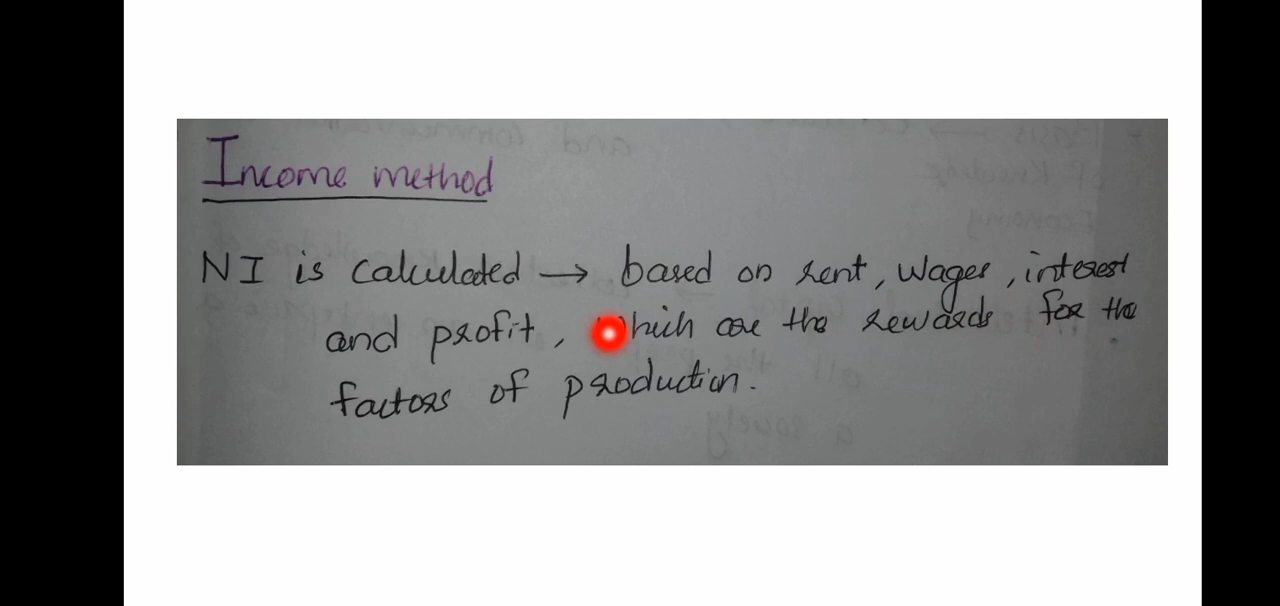 Income method
NI is calculated → based on rent, wages, interest
and profit, which are the rewards for the
factors of production.